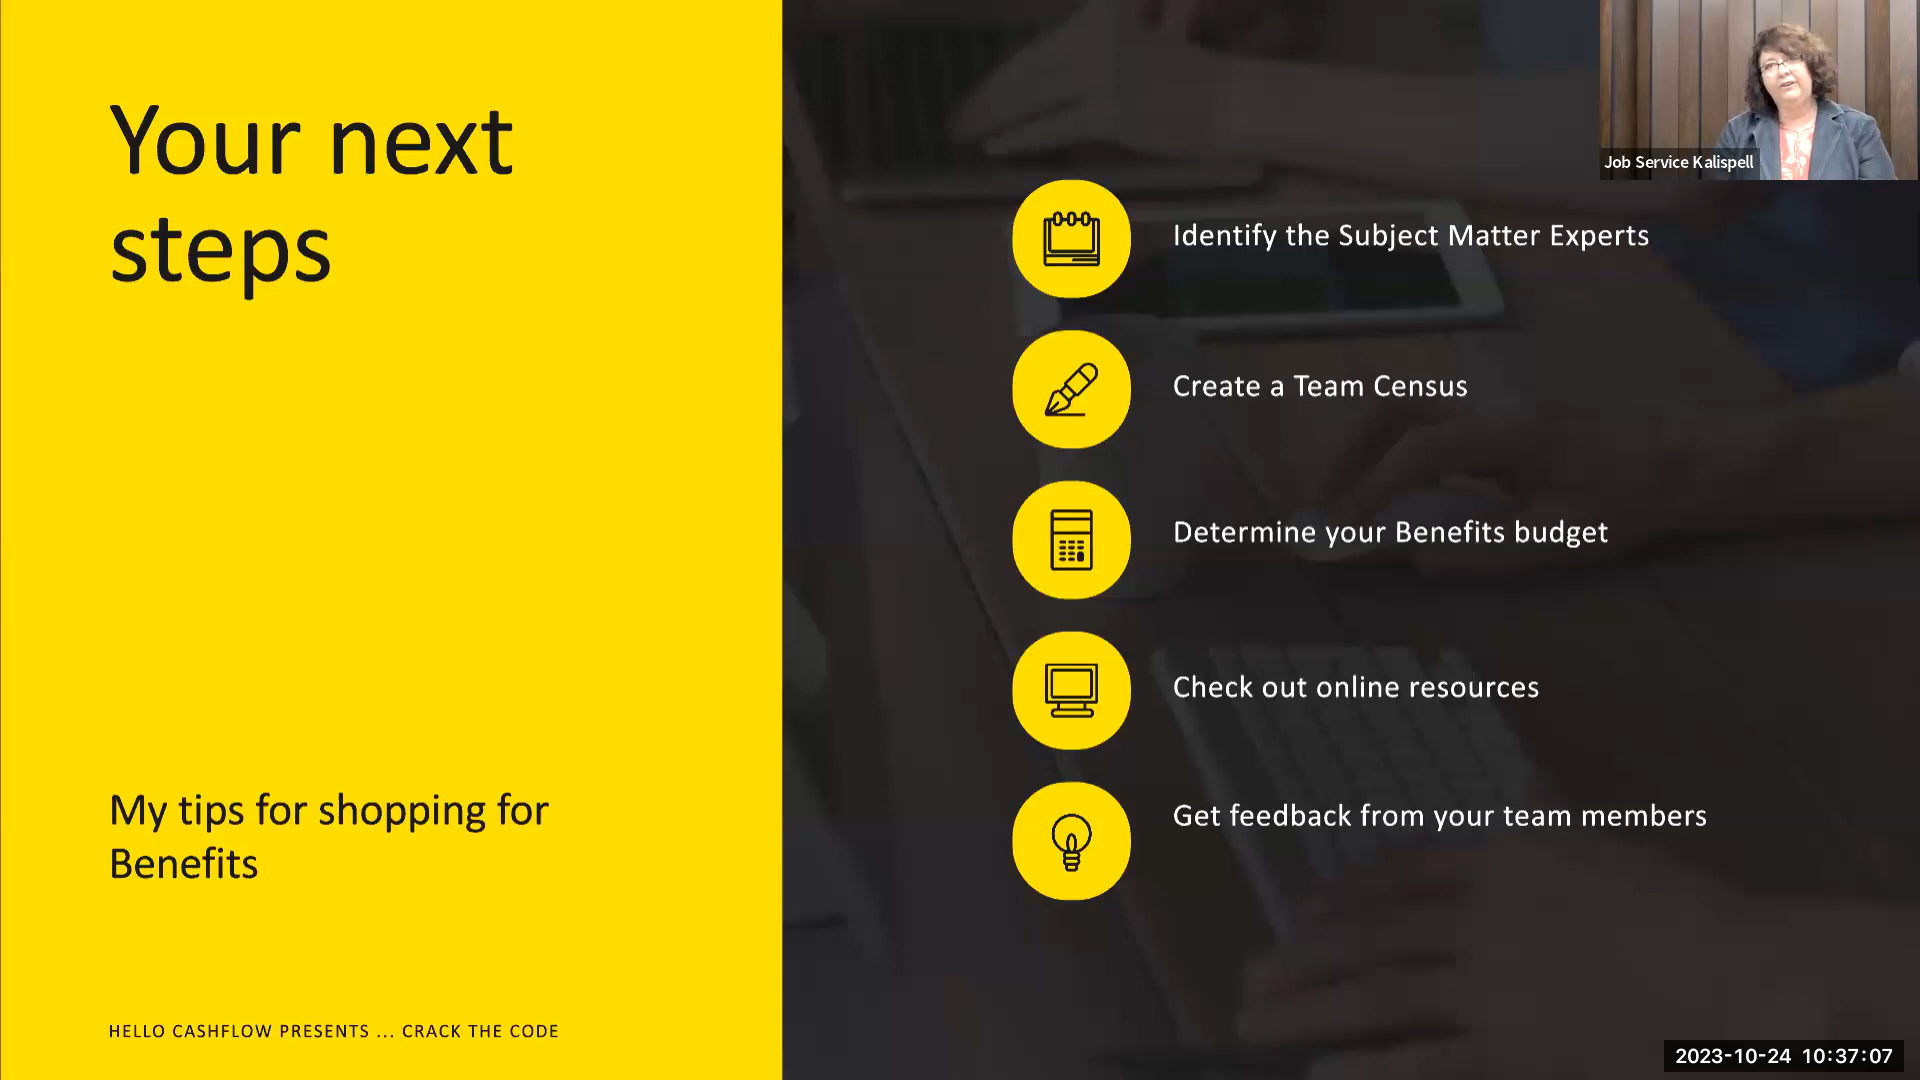 Your next
steps
My tips for shopping for
Benefits
HELLO CASHFLOW PRESENTS ... CRACK THE CODE
Job Service Kalispell
Identify the Subject Matter Experts
Create a Team Census
Determine your Benefits budget
Check out online resources
Get feedback from your team members
2023-10-24 10:37:07